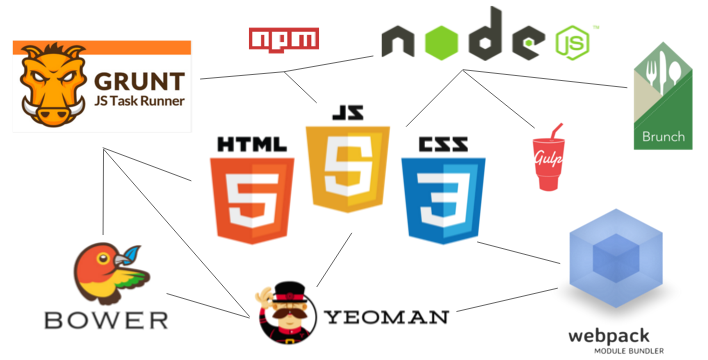 npm
node
JS
™
GRUNT
JS Task Runner
JS
HTML
CSS
5
5
3
Gulp
Brunch
BOWER
YEOMAN
webpack
MODULE BUNDLER